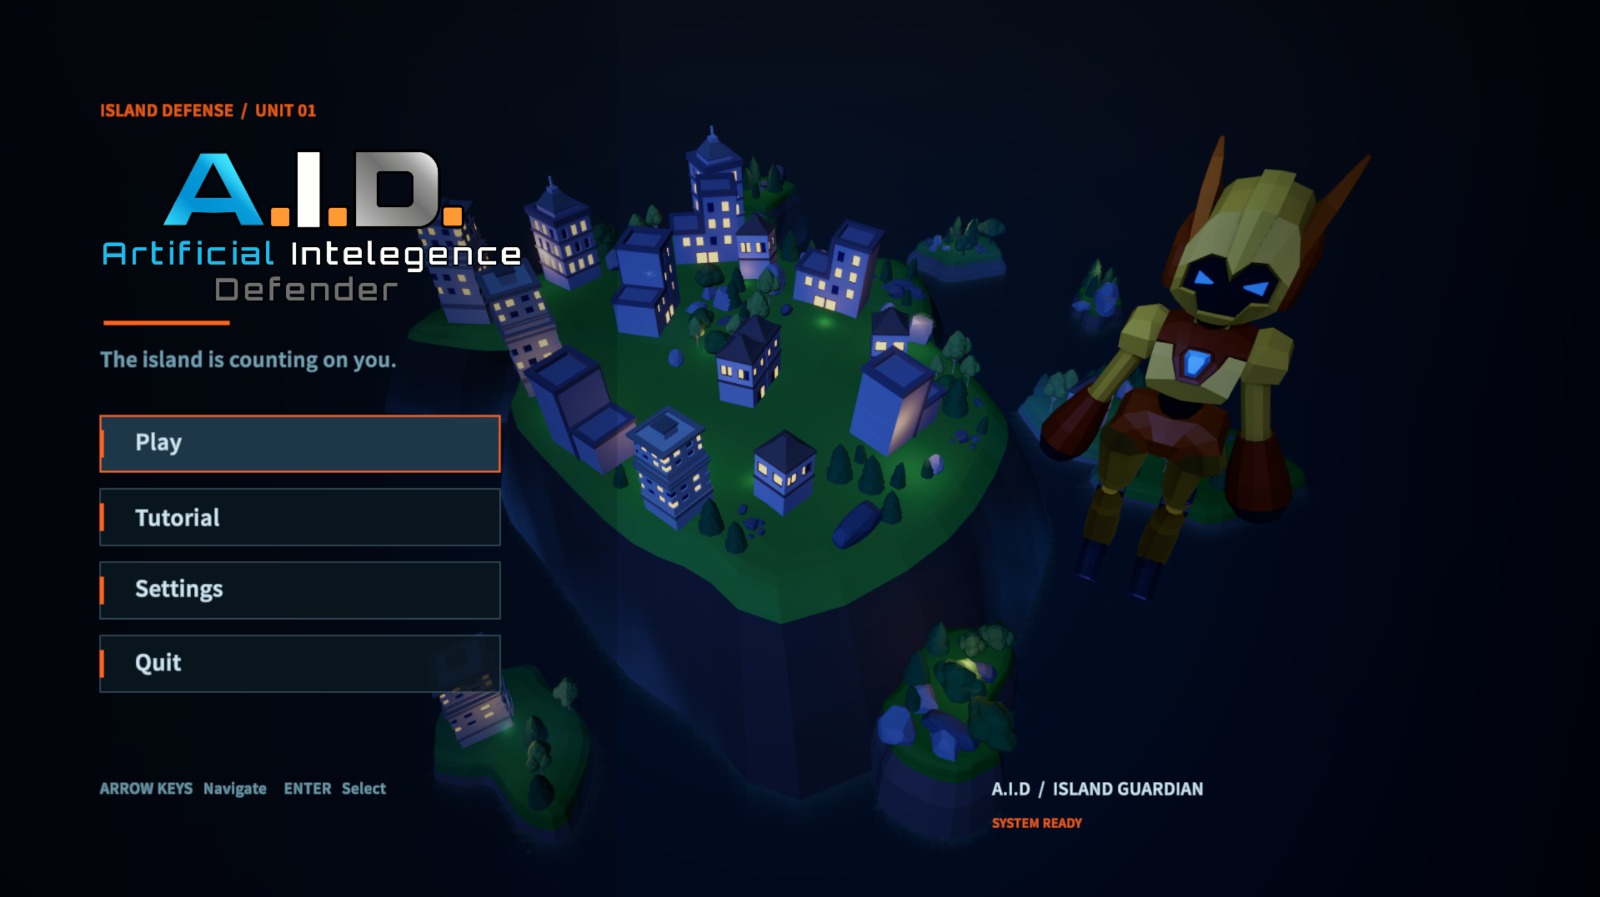 ISLAND DEFENSE / UNIT 01
A.I.D.
Artificial Intelegence
Defender
The island is counting on you.
Play
Tutorial
Settings
Quit
ARROW KEYS Navigate ENTER Select
A.I.D / ISLAND GUARDIAN
SYSTEM READY